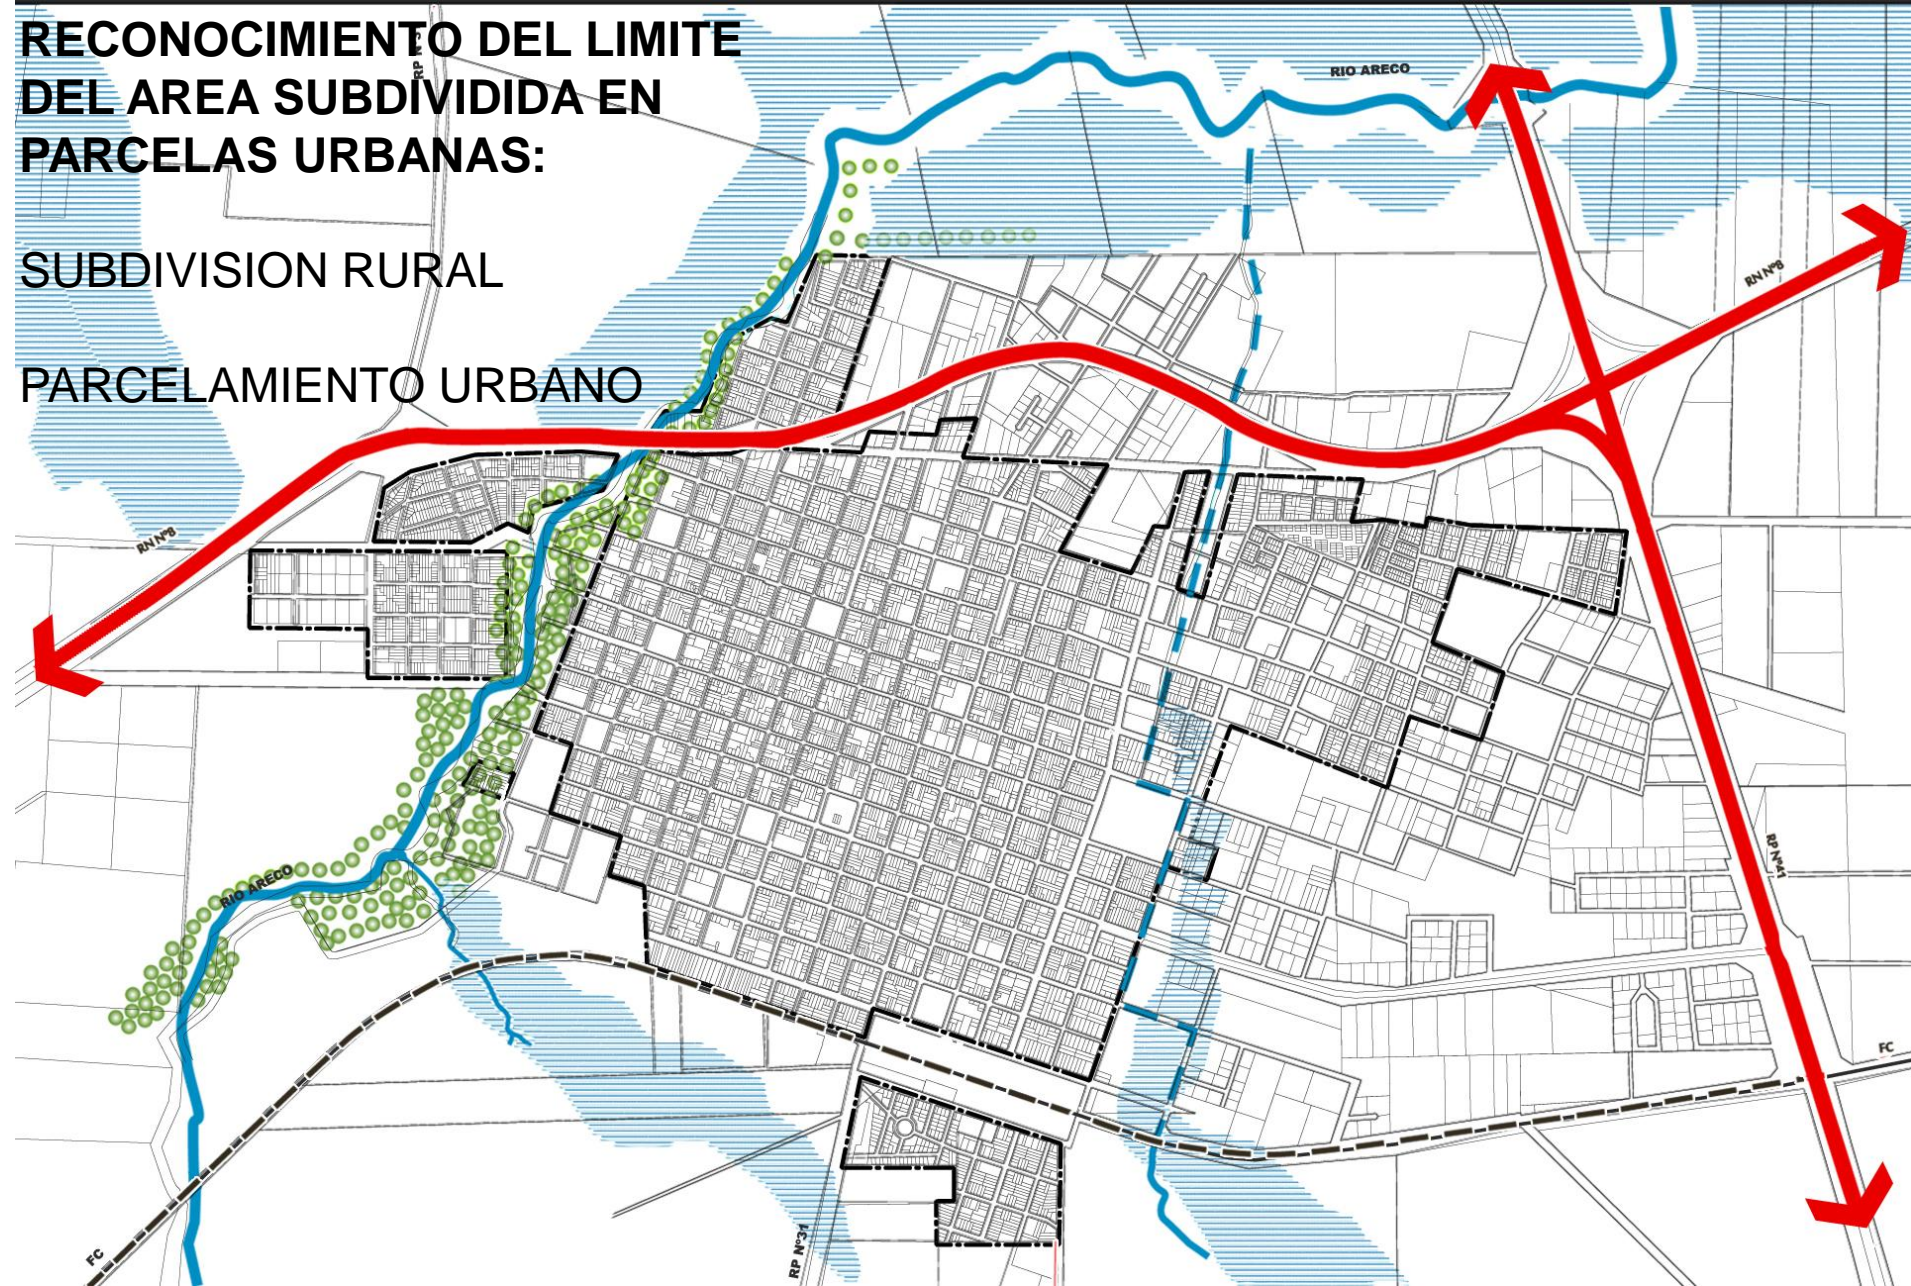 RECONOCIMIENTO DEL LIMITE
DEL AREA SUBDIVIDIDA EN
PARCELAS URBANAS:
SUBDIVISION RURAL
PARCELAMIENTO URBANO
RIO ARECO
RN Nº8
RN Nº8
RIO ARECO
RP Nº41
FC
FC
RP Nº31